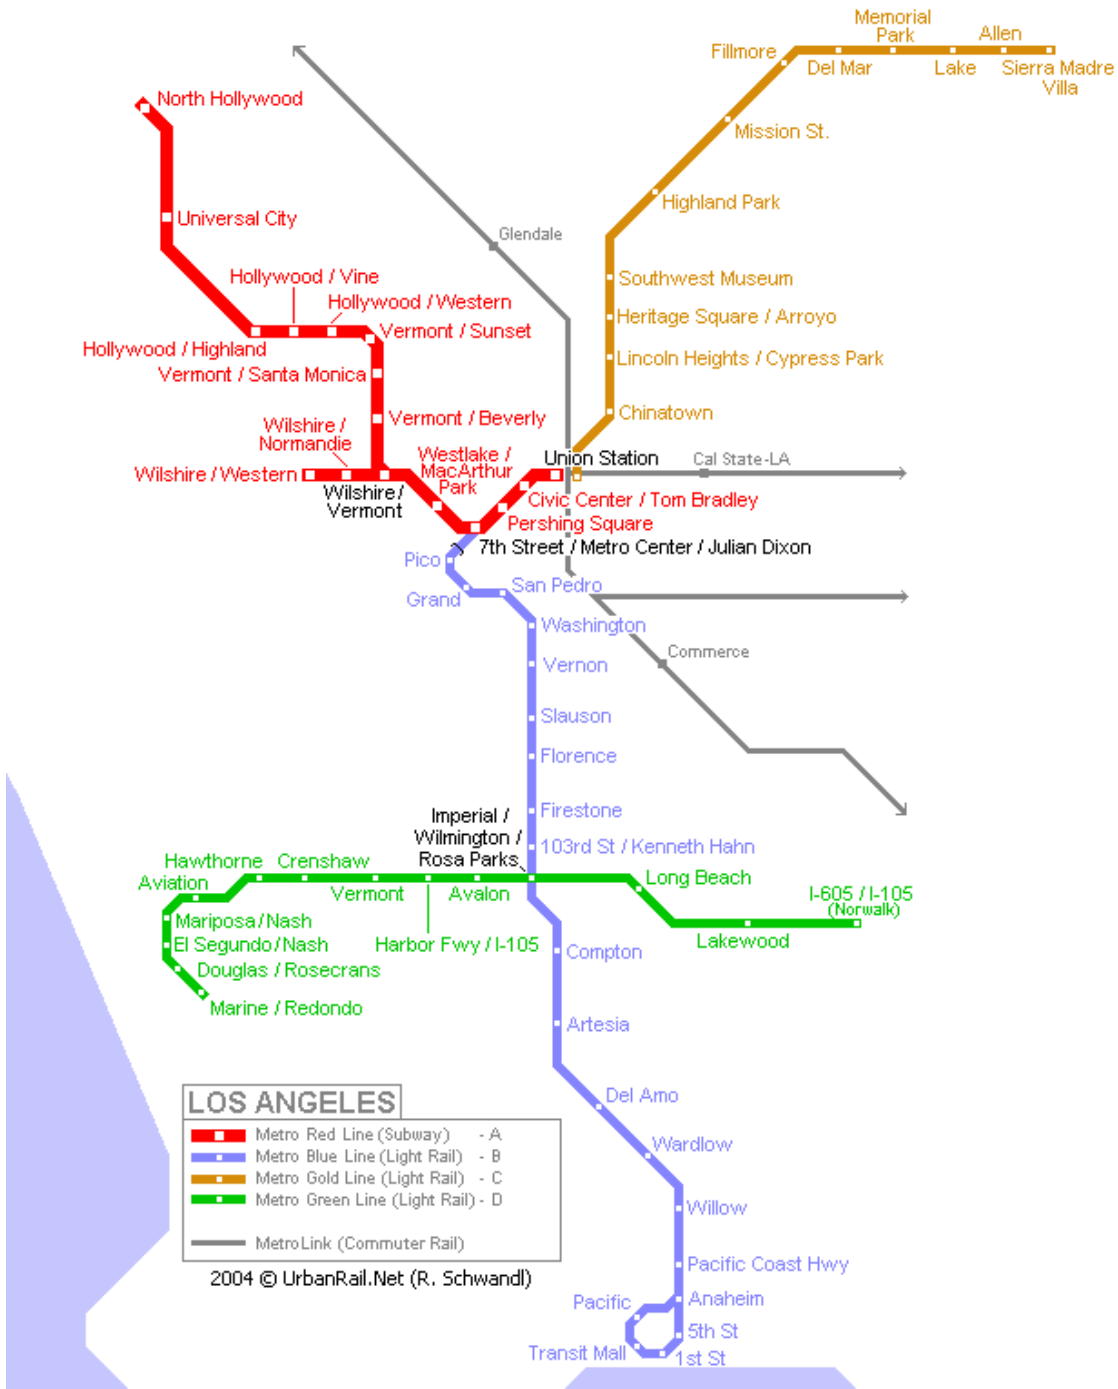 Memorial
Park
Allen
Fillmore
Del Mar
Lake
Sierra Madre
Villa
North Hollywood
Mission St.
Highland Park
Universal City
Glendale
Hollywood / Vine
Southwest Museum
Hollywood / Western
Heritage Square / Arroyo
Vermont / Sunset
Hollywood / Highland
Lincoln Heights / Cypress Park
Vermont / Santa Monica
Chinatown
Vermont / Beverly
Wilshire /
Normandie
Westlake /
MacArthur
Park
Union Station
Cal State-LA
Wilshire / Western
Wilshire /
Vermont
Civic Center / Tom Bradley
Pershing Square
7th Street / Metro Center / Julian Dixon
Pico
San Pedro
Grand
Washington
Commerce
Vernon
Slauson
Florence
Firestone
Imperial /
Wilmington /
Rosa Parks
103rd St / Kenneth Hahn
Hawthorne
Crenshaw
Aviation
Vermont
Avalon
Long Beach
I-605 / I-105
(Norwalk)
Mariposa / Nash
Harbor Fwy / I-105
Lakewood
El Segundo / Nash
Compton
Douglas / Rosecrans
Marine / Redondo
Artesia
Del Amo
Wardlow
Willow
Pacific Coast Hwy
Pacific
Anaheim
5th St
Transit Mall
1st St
LOS ANGELES
Metro Red Line (Subway) - A
Metro Blue Line (Light Rail) - B
Metro Gold Line (Light Rail) - C
Metro Green Line (Light Rail) - D
MetroLink (Commuter Rail)
2004 © UrbanRail.Net (R. Schwandl)